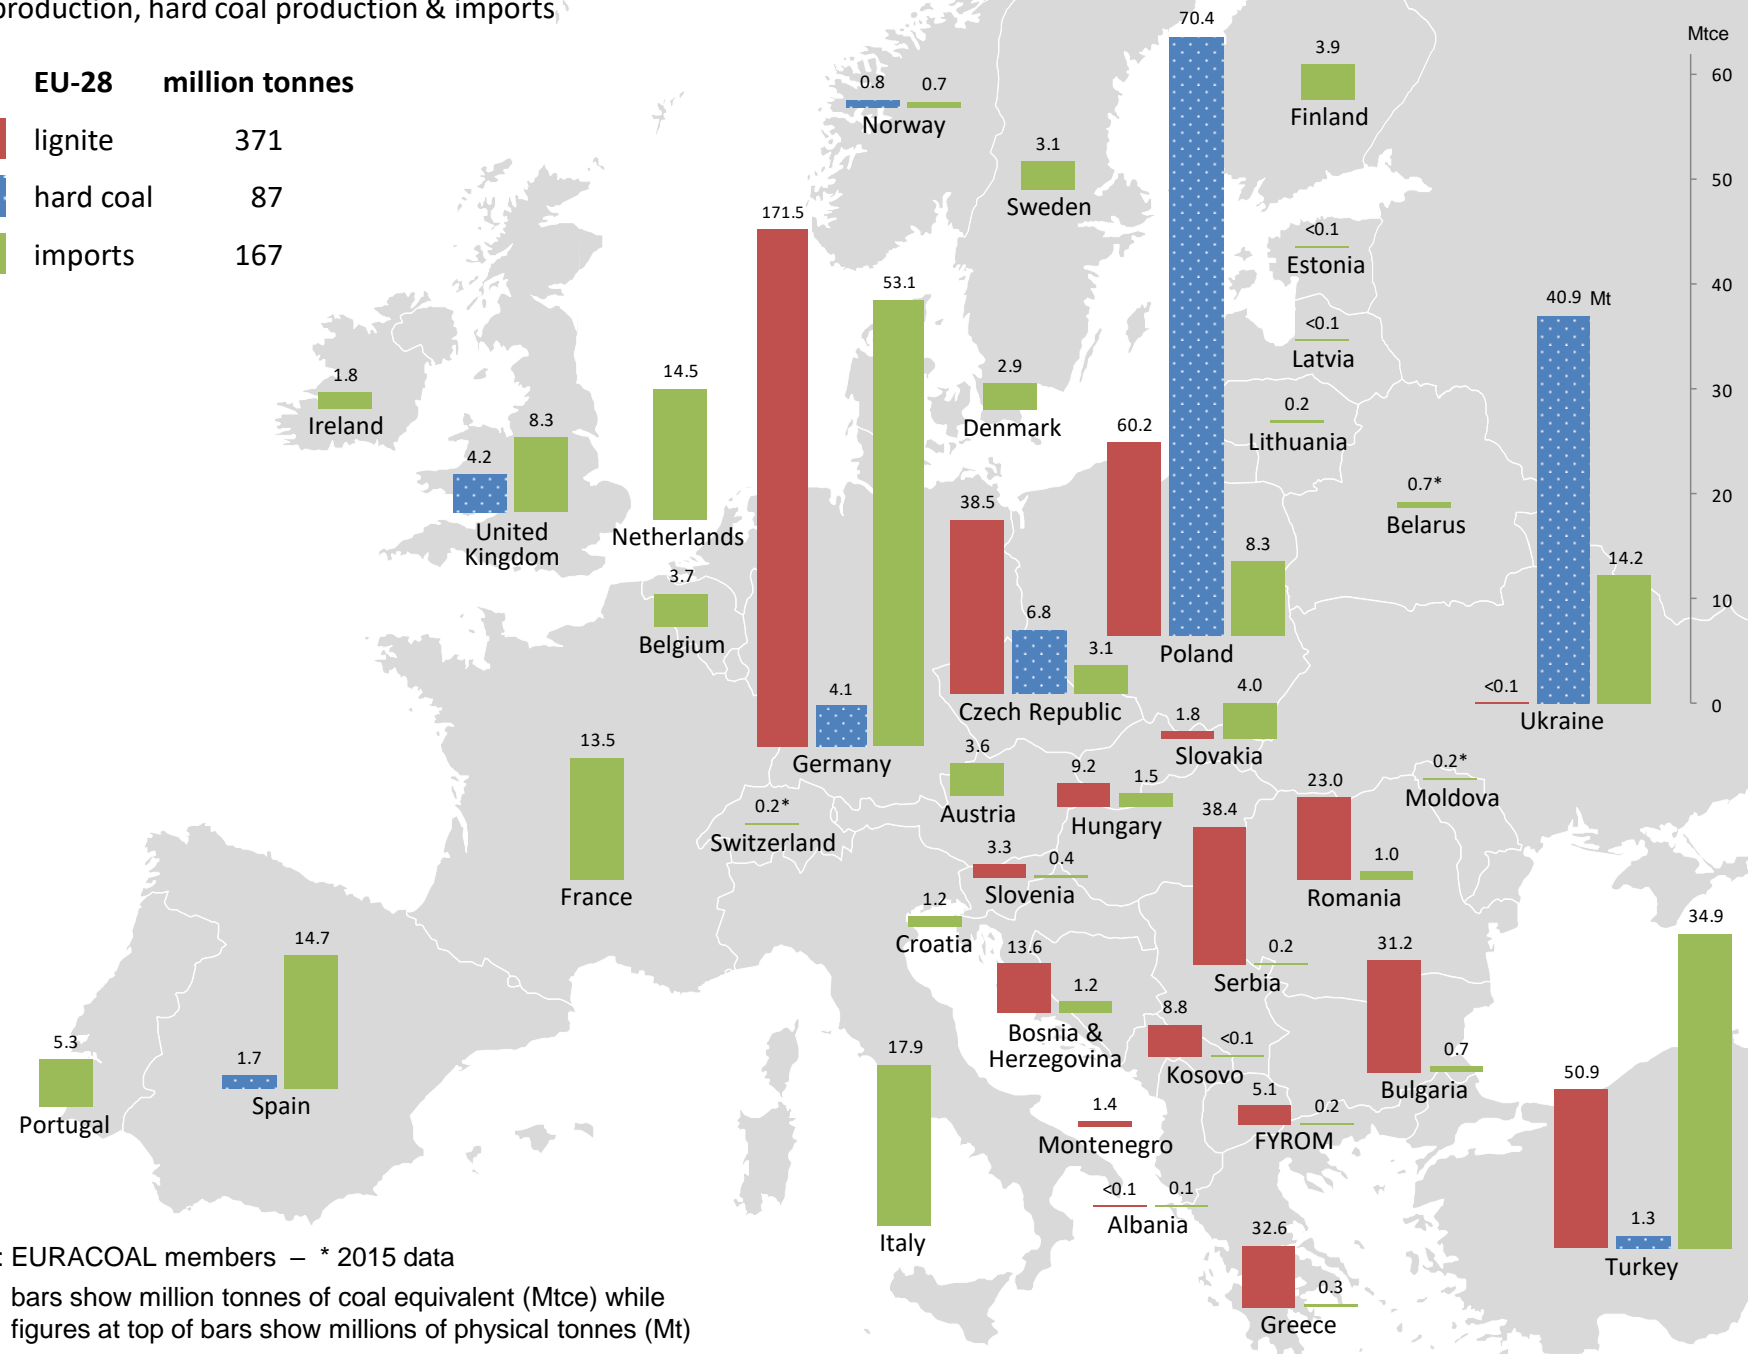 production, hard coal production & imports
EU-28 million tonnes
lignite 371
hard coal 87
imports 167
Mtce
60
50
40
30
20
10
0
70.4
3.9
Finland
0.8 0.7
Norway
3.1
Sweden
171.5
53.1
4.1
Germany
<0.1
Estonia
<0.1
Latvia
0.2
Lithuania
40.9 Mt
<0.1
14.2
Ukraine
1.8
Ireland
14.5
Netherlands
8.3
4.2
United
Kingdom
2.9
Denmark
60.2
8.3
Poland
38.5
6.8
3.1
Czech Republic
0.7*
Belarus
3.7
Belgium
4.0
1.8
Slovakia
13.5
France
3.6
Austria
9.2
1.5
Hungary
0.2*
Switzerland
0.2*
Moldova
23.0
1.0
Romania
38.4
0.2
Serbia
3.3
0.4
Slovenia
1.2
Croatia
13.6
1.2
Bosnia &
Herzegovina
31.2
0.7
Bulgaria
34.9
50.9
1.3
Turkey
14.7
1.7
Spain
5.3
Portugal
17.9
Italy
8.8
<0.1
Kosovo
5.1
0.2
FYROM
1.4
Montenegro
<0.1 0.1
Albania
32.6
0.3
Greece
: EURACOAL members – * 2015 data
bars show million tonnes of coal equivalent (Mtce) while
figures at top of bars show millions of physical tonnes (Mt)